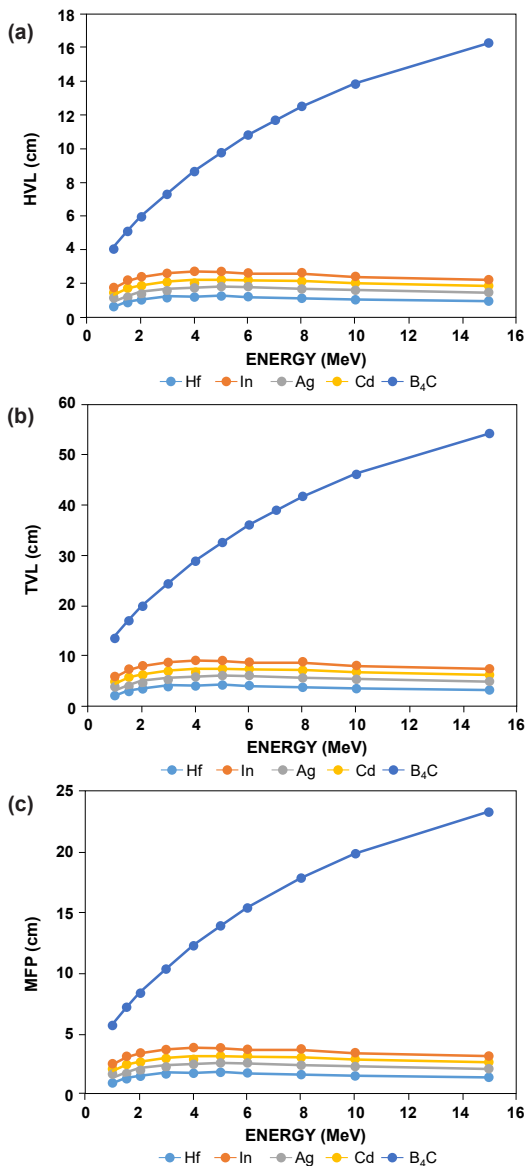 (a)
18
16
14
12
10
8
6
4
2
0
HVL (cm)
0 2 4 6 8 10 12 14 16
ENERGY (MeV)
Hf In Ag Cd B₄C
(b)
60
50
40
30
20
10
0
TVL (cm)
0 2 4 6 8 10 12 14 16
ENERGY (MeV)
Hf In Ag Cd B₄C
(c)
25
20
15
10
5
0
MFP (cm)
0 2 4 6 8 10 12 14 16
ENERGY (MeV)
Hf In Ag Cd B₄C